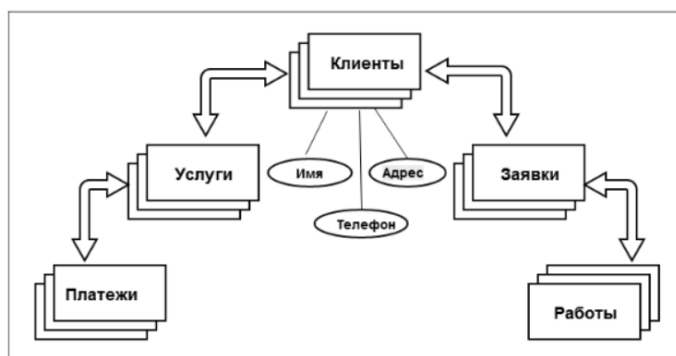 Клиенты
Услуги
Имя
Адрес
Заявки
Телефон
Платежи
Работы